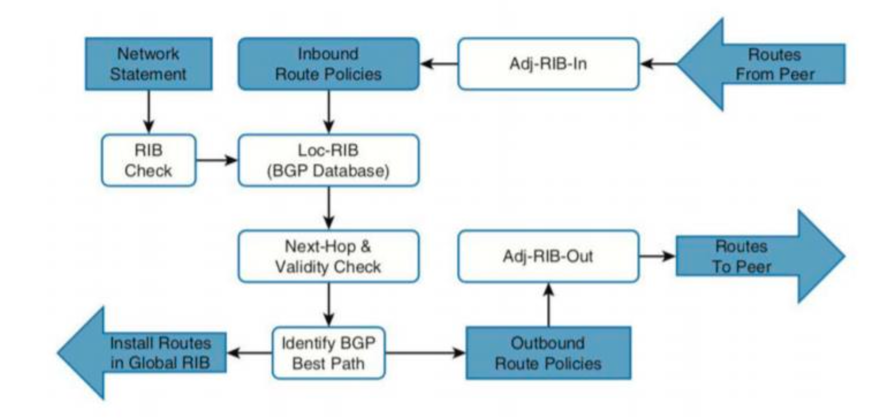 Network
Statement
Inbound
Route Policies
Adj-RIB-In
Routes
From Peer
RIB
Check
Loc-RIB
(BGP Database)
Next-Hop &
Validity Check
Adj-RIB-Out
Routes
To Peer
Install Routes
in Global RIB
Identify BGP
Best Path
Outbound
Route Policies